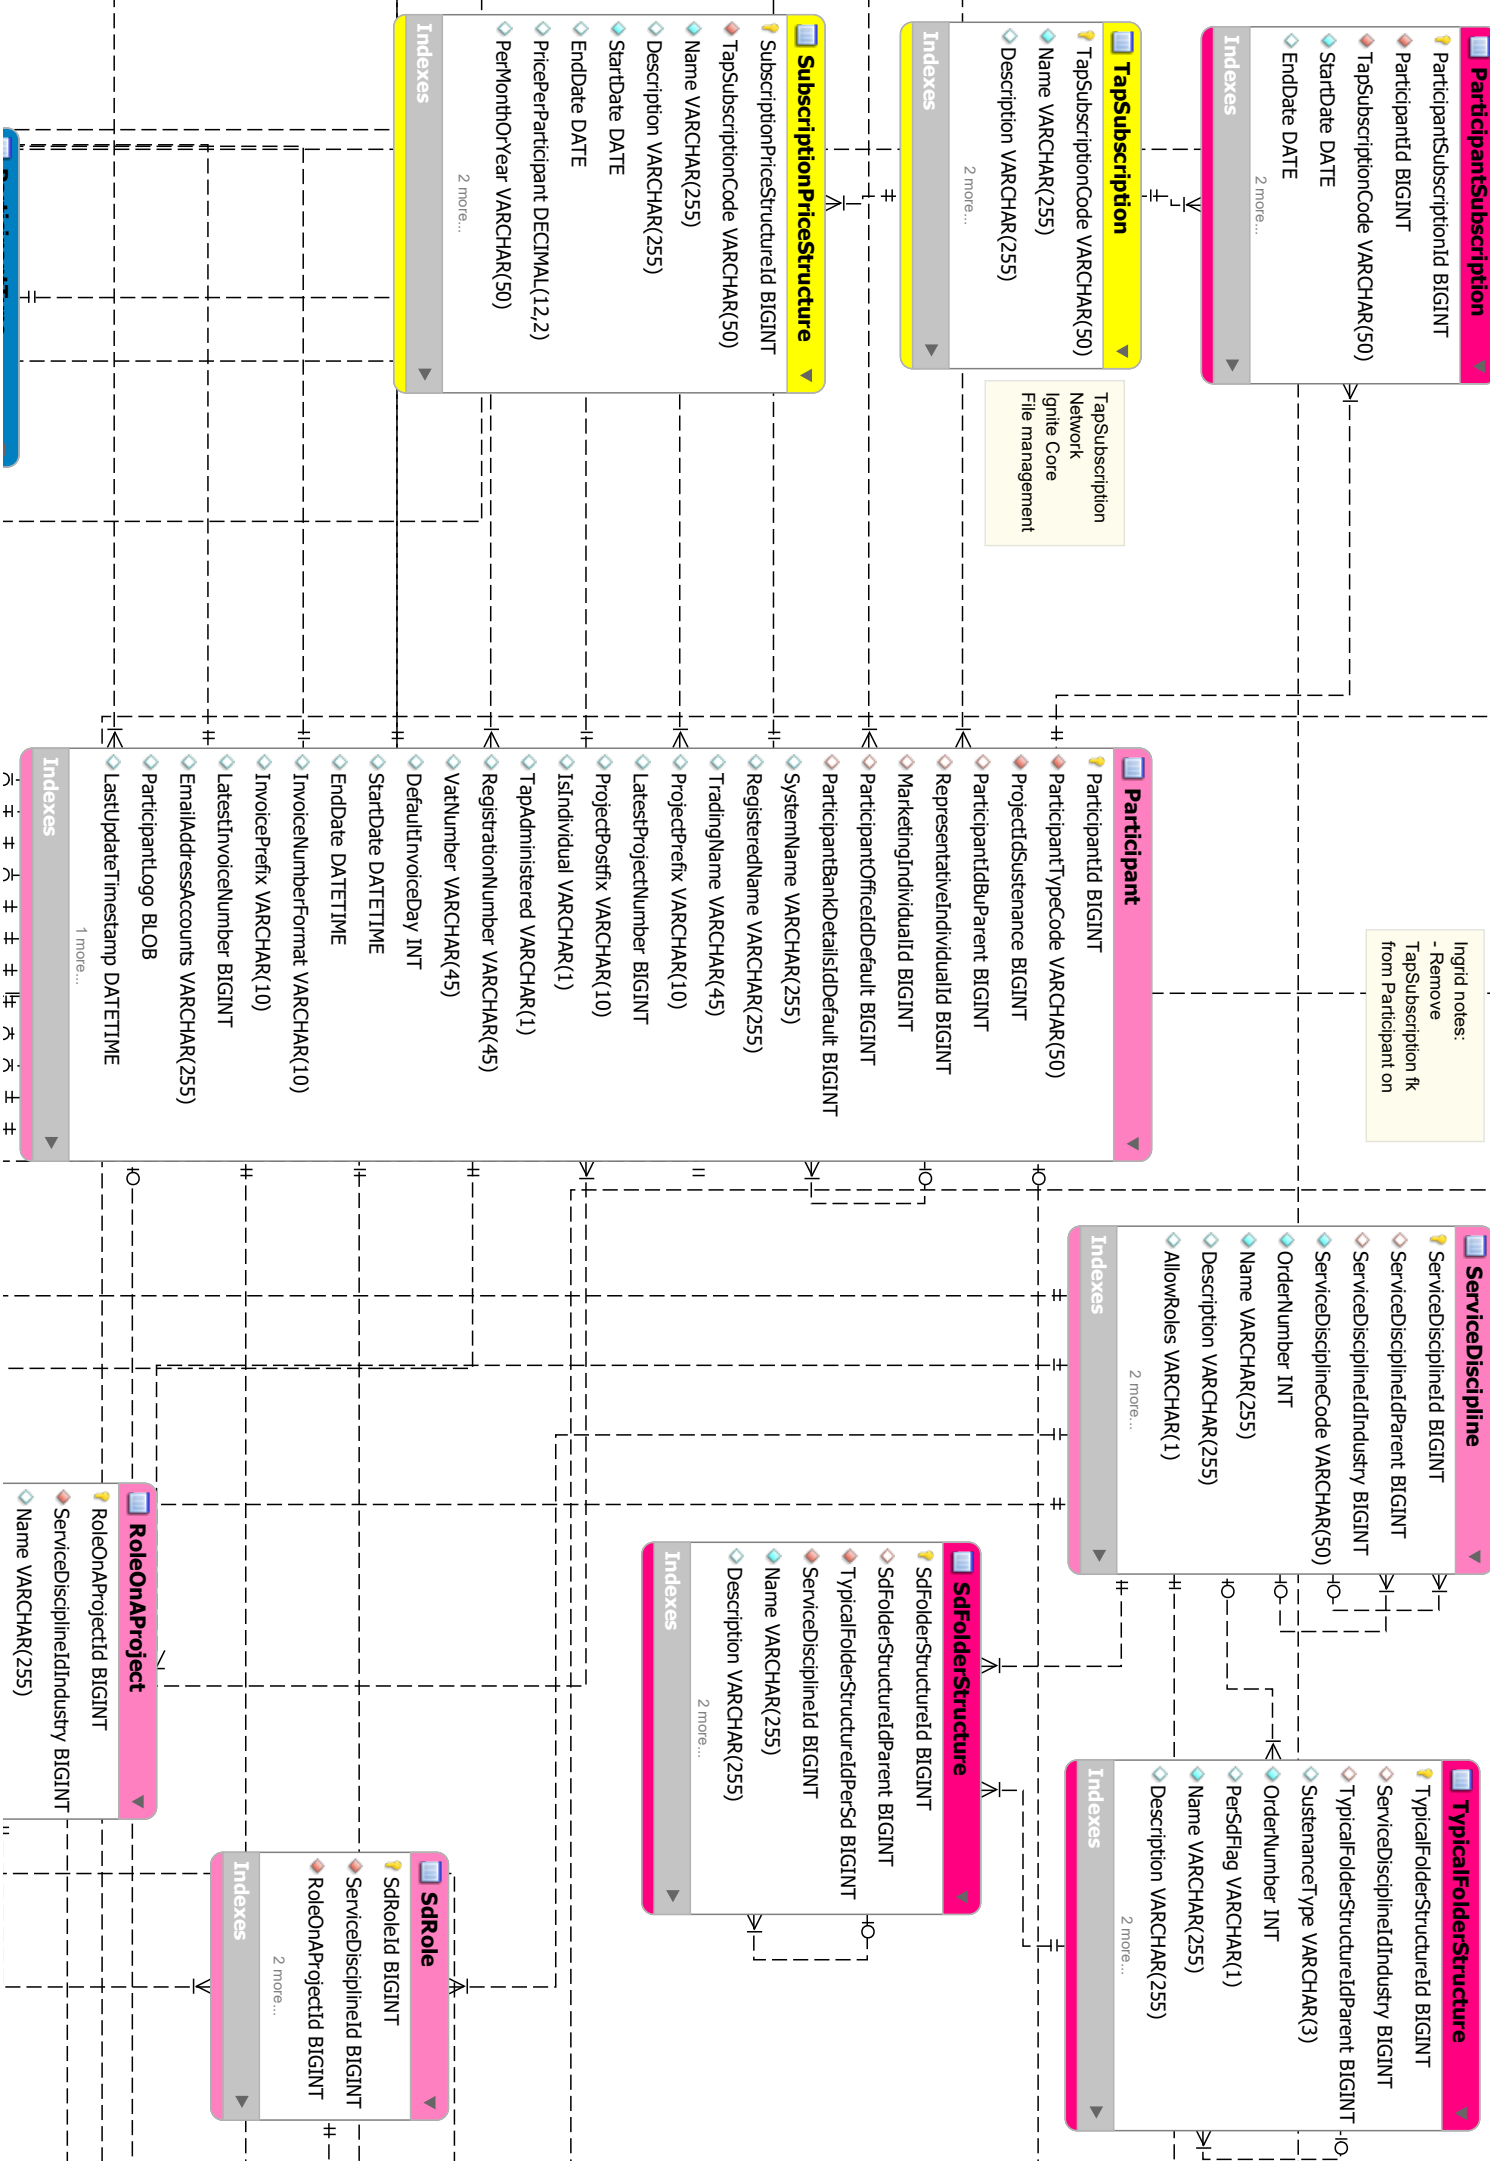 ParticipantSubscription
ParticipantSubscriptionId BIGINT
ParticipantId BIGINT
TapSubscriptionCode VARCHAR(50)
StartDate DATE
EndDate DATE
2 more...
Indexes
TapSubscription
TapSubscriptionCode VARCHAR(50)
Name VARCHAR(255)
Description VARCHAR(255)
2 more...
Indexes
TapSubscription
Network
Ignite Core
File management
SubscriptionPriceStructure
SubscriptionPriceStructureId BIGINT
TapSubscriptionCode VARCHAR(50)
Name VARCHAR(255)
Description VARCHAR(255)
StartDate DATE
EndDate DATE
PricePerParticipant DECIMAL(12,2)
PerMonthOrYear VARCHAR(50)
2 more...
Indexes
Ingrid notes:
- Remove
TapSubscription fk
from Participant on
Participant
ParticipantId BIGINT
ParticipantTypeCode VARCHAR(50)
ProjectIdSustenance BIGINT
ParticipantIdBuParent BIGINT
RepresentativeIndividualId BIGINT
MarketingIndividualId BIGINT
ParticipantOfficeIdDefault BIGINT
ParticipantBankDetailsIdDefault BIGINT
SystemName VARCHAR(255)
RegisteredName VARCHAR(255)
TradingName VARCHAR(45)
ProjectPrefix VARCHAR(10)
LatestProjectNumber BIGINT
ProjectPostfix VARCHAR(10)
IsIndividual VARCHAR(1)
TapAdministered VARCHAR(1)
RegistrationNumber VARCHAR(45)
VatNumber VARCHAR(45)
DefaultInvoiceDay INT
StartDate DATETIME
EndDate DATETIME
InvoiceNumberFormat VARCHAR(10)
InvoicePrefix VARCHAR(10)
LatestInvoiceNumber BIGINT
EmailAddressAccounts VARCHAR(255)
ParticipantLogo BLOB
LastUpdateTimestamp DATETIME
1 more...
Indexes
ServiceDiscipline
ServiceDisciplineId BIGINT
ServiceDisciplineIdParent BIGINT
ServiceDisciplineIdIndustry BIGINT
ServiceDisciplineCode VARCHAR(50)
OrderNumber INT
Name VARCHAR(255)
Description VARCHAR(255)
AllowRoles VARCHAR(1)
2 more...
Indexes
SdFolderStructure
SdFolderStructureId BIGINT
SdFolderStructureIdParent BIGINT
TypicalFolderStructureIdPerSd BIGINT
ServiceDisciplineId BIGINT
Name VARCHAR(255)
Description VARCHAR(255)
2 more...
Indexes
RoleOnAProject
RoleOnAProjectId BIGINT
ServiceDisciplineIdIndustry BIGINT
Name VARCHAR(255)
TypicalFolderStructure
TypicalFolderStructureId BIGINT
ServiceDisciplineIdIndustry BIGINT
TypicalFolderStructureIdParent BIGINT
SustenanceType VARCHAR(3)
OrderNumber INT
PerSdFlag VARCHAR(1)
Name VARCHAR(255)
Description VARCHAR(255)
2 more...
Indexes
SdRole
SdRoleId BIGINT
ServiceDisciplineId BIGINT
RoleOnAProjectId BIGINT
2 more...
Indexes